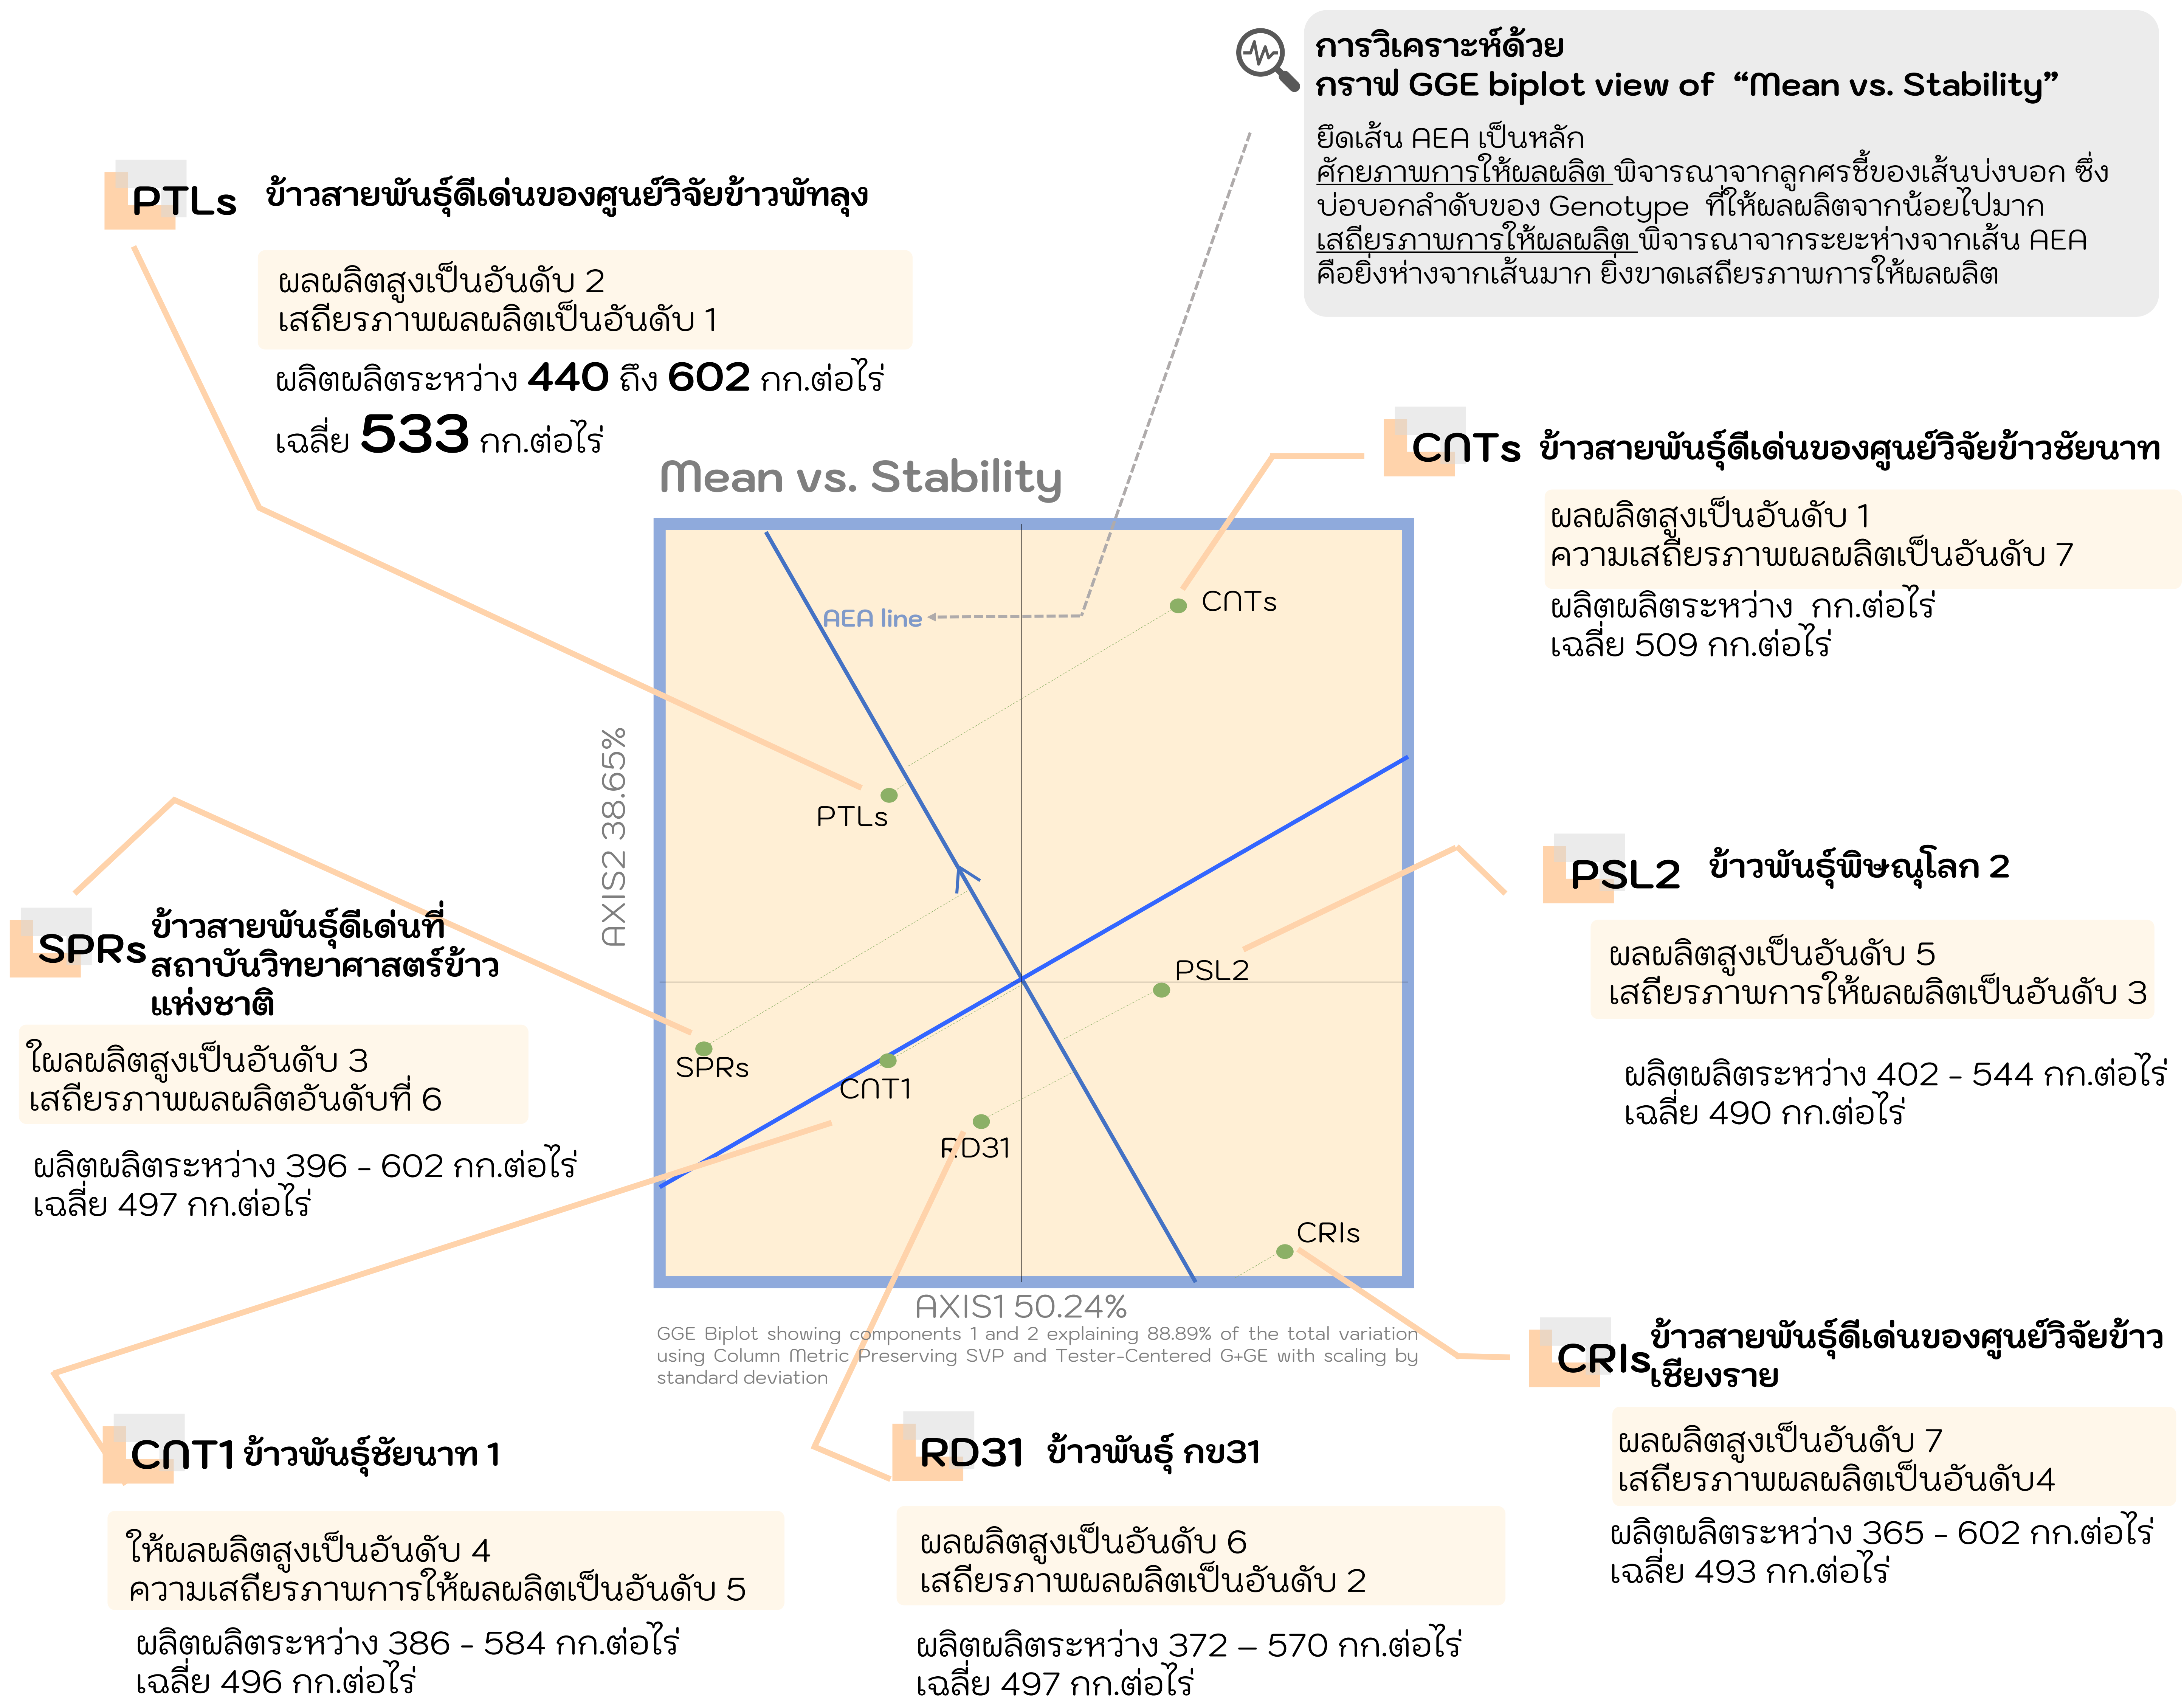 การวิเคราะห์ด้วย
กราฟ GGE biplot view of “Mean vs. Stability”
ยึดเส้น AEA เป็นหลัก
ศักยภาพการให้ผลผลิต พิจารณาจากลูกศรชี้ของเส้นบ่งบอก ซึ่ง
บ่อบอกลำดับของ Genotype ที่ให้ผลผลิตจากน้อยไปมาก
เสถียรภาพการให้ผลผลิต พิจารณาจากระยะห่างจากเส้น AEA
คือยิ่งห่างจากเส้นมาก ยิ่งขาดเสถียรภาพการให้ผลผลิต
PTLs ข้าวสายพันธุ์ดีเด่นของศูนย์วิจัยข้าวพัทลุง
ผลผลิตสูงเป็นอันดับ 2
เสถียรภาพผลผลิตเป็นอันดับ 1
ผลิตผลิตระหว่าง 440 ถึง 602 กก.ต่อไร่
เฉลี่ย 533 กก.ต่อไร่
CNTs ข้าวสายพันธุ์ดีเด่นของศูนย์วิจัยข้าวชัยนาท
ผลผลิตสูงเป็นอันดับ 1
ความเสถียรภาพผลผลิตเป็นอันดับ 7
ผลิตผลิตระหว่าง กก.ต่อไร่
เฉลี่ย 509 กก.ต่อไร่
Mean vs. Stability
AEA line
CNTs
PTLs
PSL2
SPRs
CNT1
RD31
CRIs
AXIS2 38.65%
AXIS1 50.24%
GGE Biplot showing components 1 and 2 explaining 88.89% of the total variation
using Column Metric Preserving SVP and Tester-Centered G+GE with scaling by
standard deviation
PSL2 ข้าวพันธุ์พิษณุโลก 2
ผลผลิตสูงเป็นอันดับ 5
เสถียรภาพการให้ผลผลิตเป็นอันดับ 3
ผลิตผลิตระหว่าง 402 - 544 กก.ต่อไร่
เฉลี่ย 490 กก.ต่อไร่
SPRs ข้าวสายพันธุ์ดีเด่นที่
สถาบันวิทยาศาสตร์ข้าว
แห่งชาติ
ใผลผลิตสูงเป็นอันดับ 3
เสถียรภาพผลผลิตอันดับที่ 6
ผลิตผลิตระหว่าง 396 - 602 กก.ต่อไร่
เฉลี่ย 497 กก.ต่อไร่
CRIs ข้าวสายพันธุ์ดีเด่นของศูนย์วิจัยข้าว
เชียงราย
ผลผลิตสูงเป็นอันดับ 7
เสถียรภาพผลผลิตเป็นอันดับ4
ผลิตผลิตระหว่าง 365 - 602 กก.ต่อไร่
เฉลี่ย 493 กก.ต่อไร่
CNT1 ข้าวพันธุ์ชัยนาท 1
ให้ผลผลิตสูงเป็นอันดับ 4
ความเสถียรภาพการให้ผลผลิตเป็นอันดับ 5
ผลิตผลิตระหว่าง 386 - 584 กก.ต่อไร่
เฉลี่ย 496 กก.ต่อไร่
RD31 ข้าวพันธุ์ กข31
ผลผลิตสูงเป็นอันดับ 6
เสถียรภาพผลผลิตเป็นอันดับ 2
ผลิตผลิตระหว่าง 372 – 570 กก.ต่อไร่
เฉลี่ย 497 กก.ต่อไร่